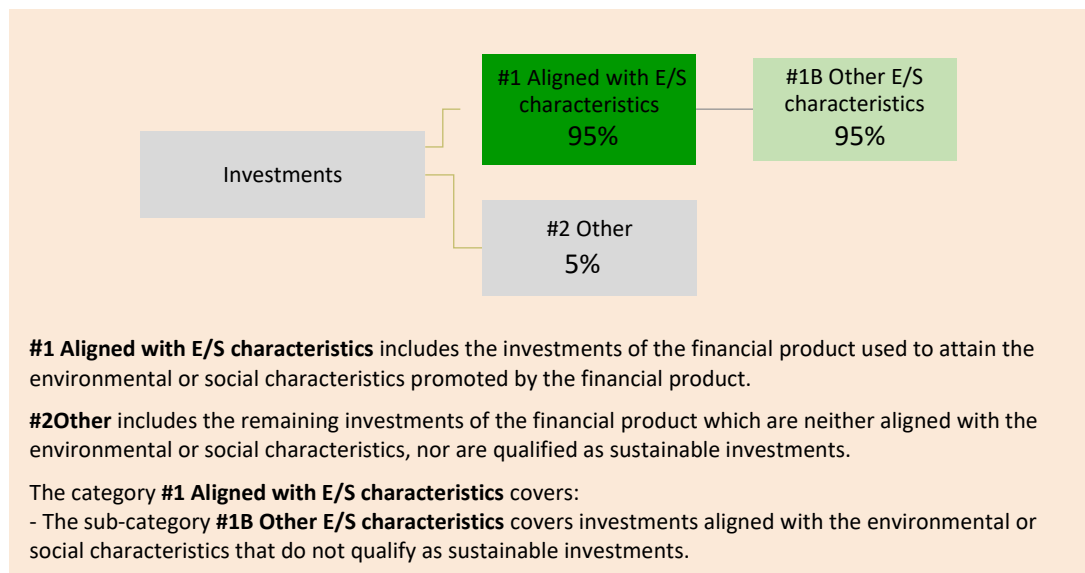 #1 Aligned with E/S
characteristics
95%
#1B Other E/S
characteristics
95%
Investments
#2 Other
5%
#1 Aligned with E/S characteristics includes the investments of the financial product used to attain the
environmental or social characteristics promoted by the financial product.
#2Other includes the remaining investments of the financial product which are neither aligned with the
environmental or social characteristics, nor are qualified as sustainable investments.
The category #1 Aligned with E/S characteristics covers:
- The sub-category #1B Other E/S characteristics covers investments aligned with the environmental or
social characteristics that do not qualify as sustainable investments.